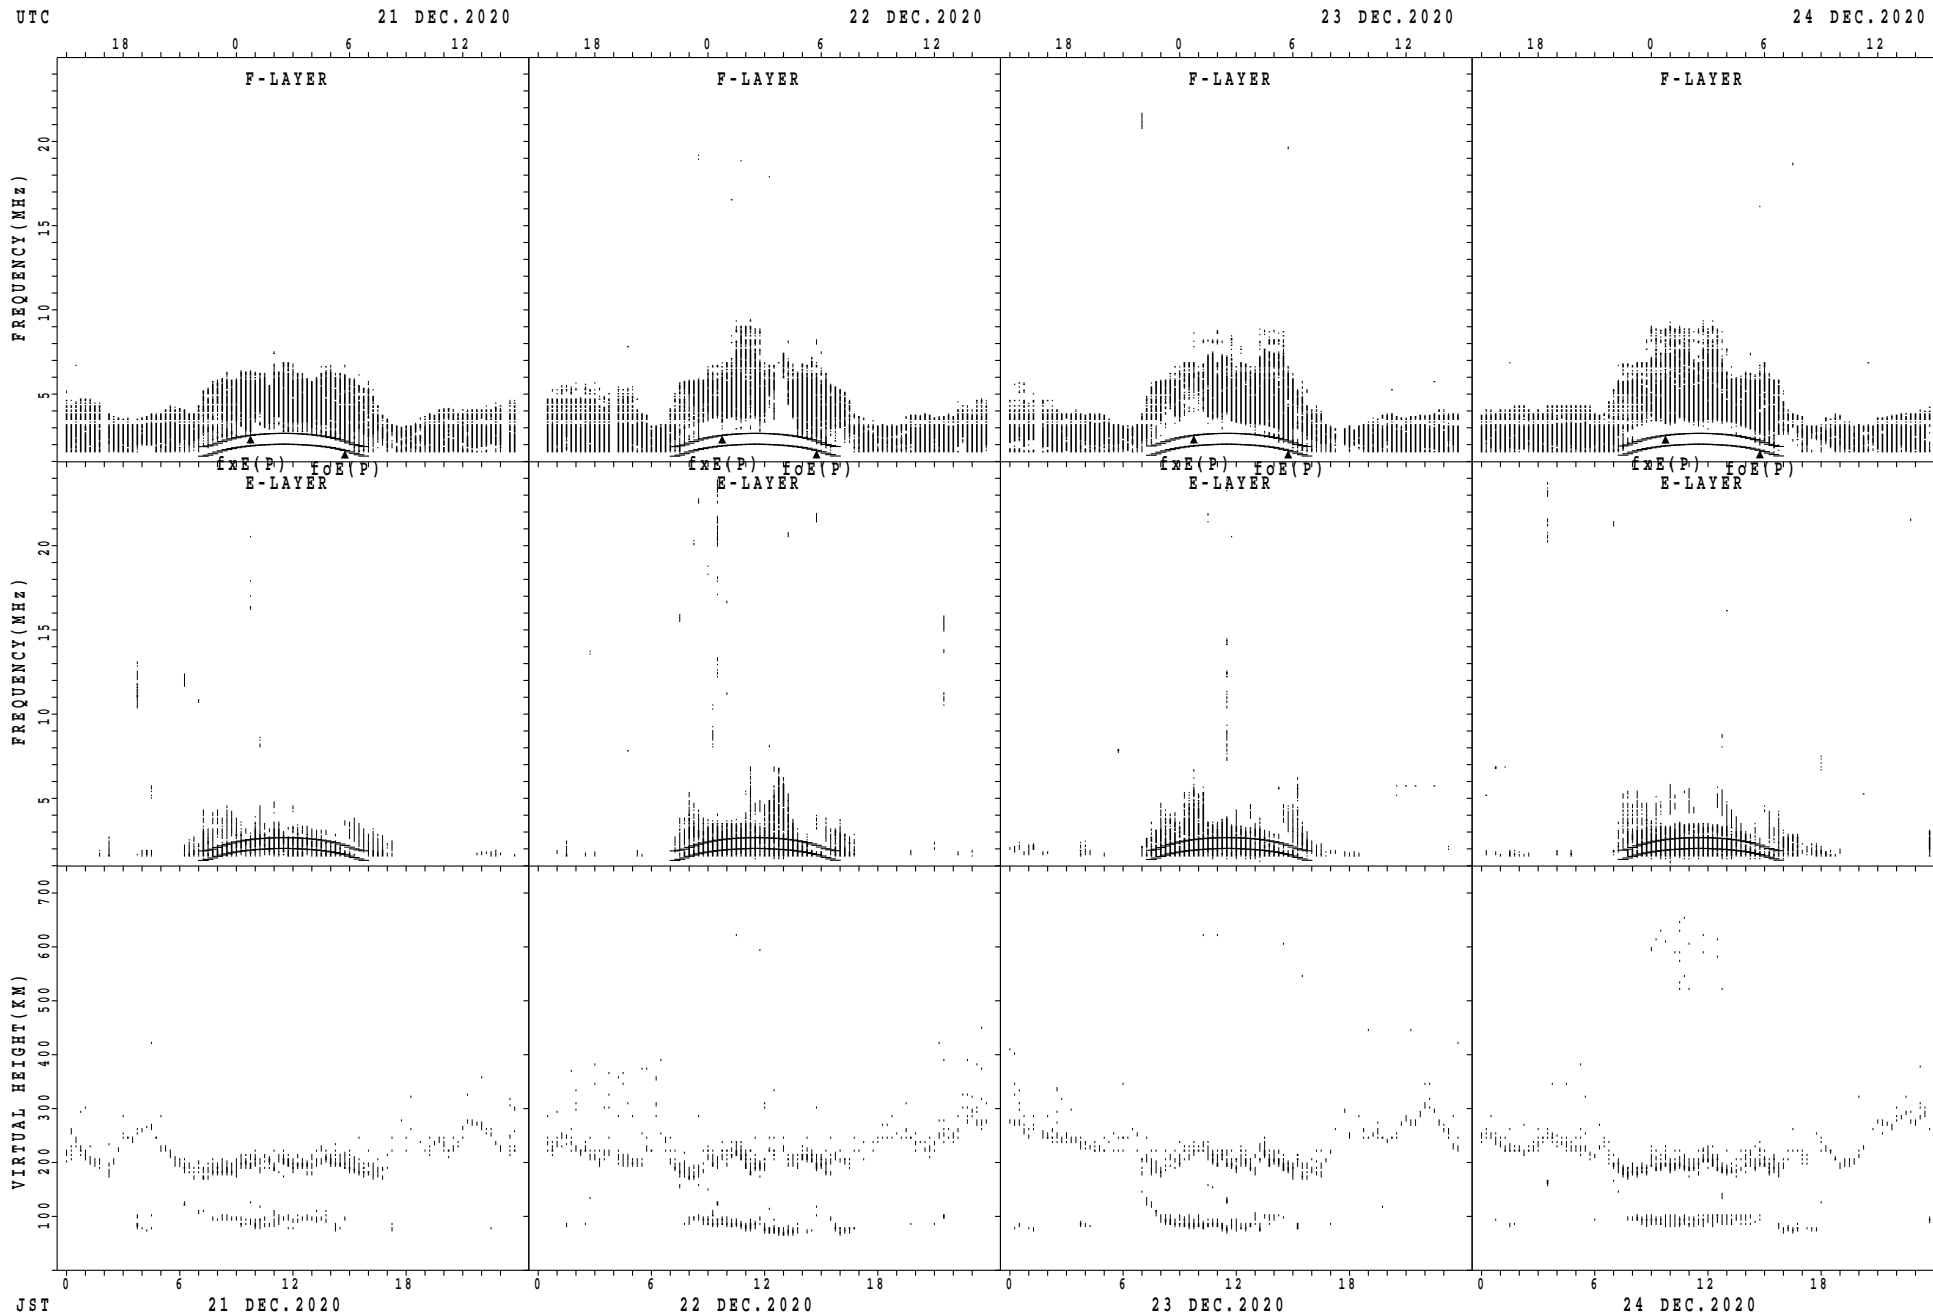 UTC 21 DEC.2020 22 DEC.2020 23 DEC.2020 24 DEC.2020
18 0 6 12 18 0 6 12 18 0 6 12 18 0 6 12
F-LAYER F-LAYER F-LAYER F-LAYER
FREQUENCY(MHz)
20
15
10
5
fxE(P) foE(P) fxE(P) foE(P) fxE(P) foE(P) fxE(P) foE(P)
E-LAYER E-LAYER E-LAYER E-LAYER
FREQUENCY(MHz)
20
15
10
5
VIRTUAL HEIGHT(KM)
700
600
500
400
300
200
100
0 6 12 18 0 6 12 18 0 6 12 18 0 6 12 18
JST 21 DEC.2020 22 DEC.2020 23 DEC.2020 24 DEC.2020